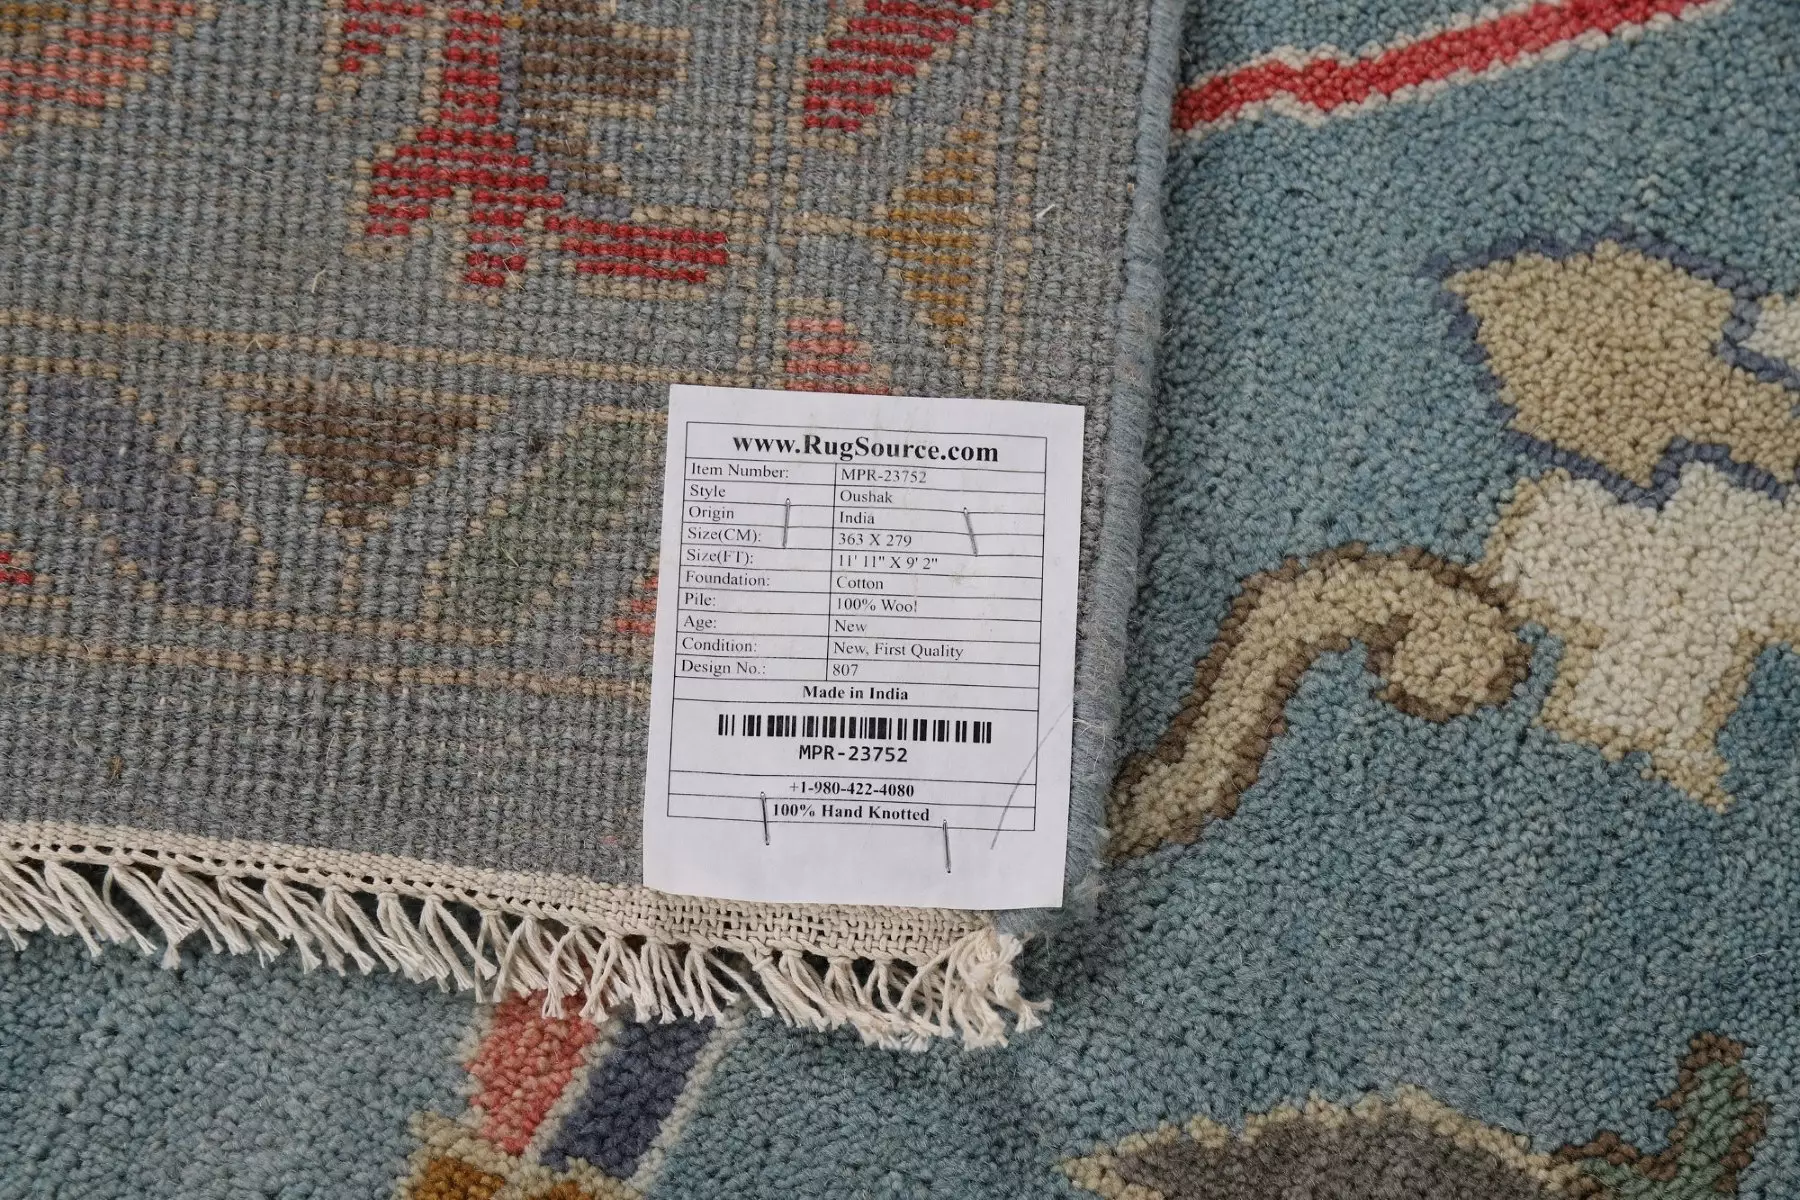 www.RugSource.com
Item Number: MPR-23752
Style Oushak
Origin India
Size(CM): 363 X 279
Size(FT): 11' 11" X 9' 2"
Foundation: Cotton
Pile: 100% Wool
Age: New
Condition: New, First Quality
Design No.: 807
Made in India
MPR-23752
+1-980-422-4080
100% Hand Knotted